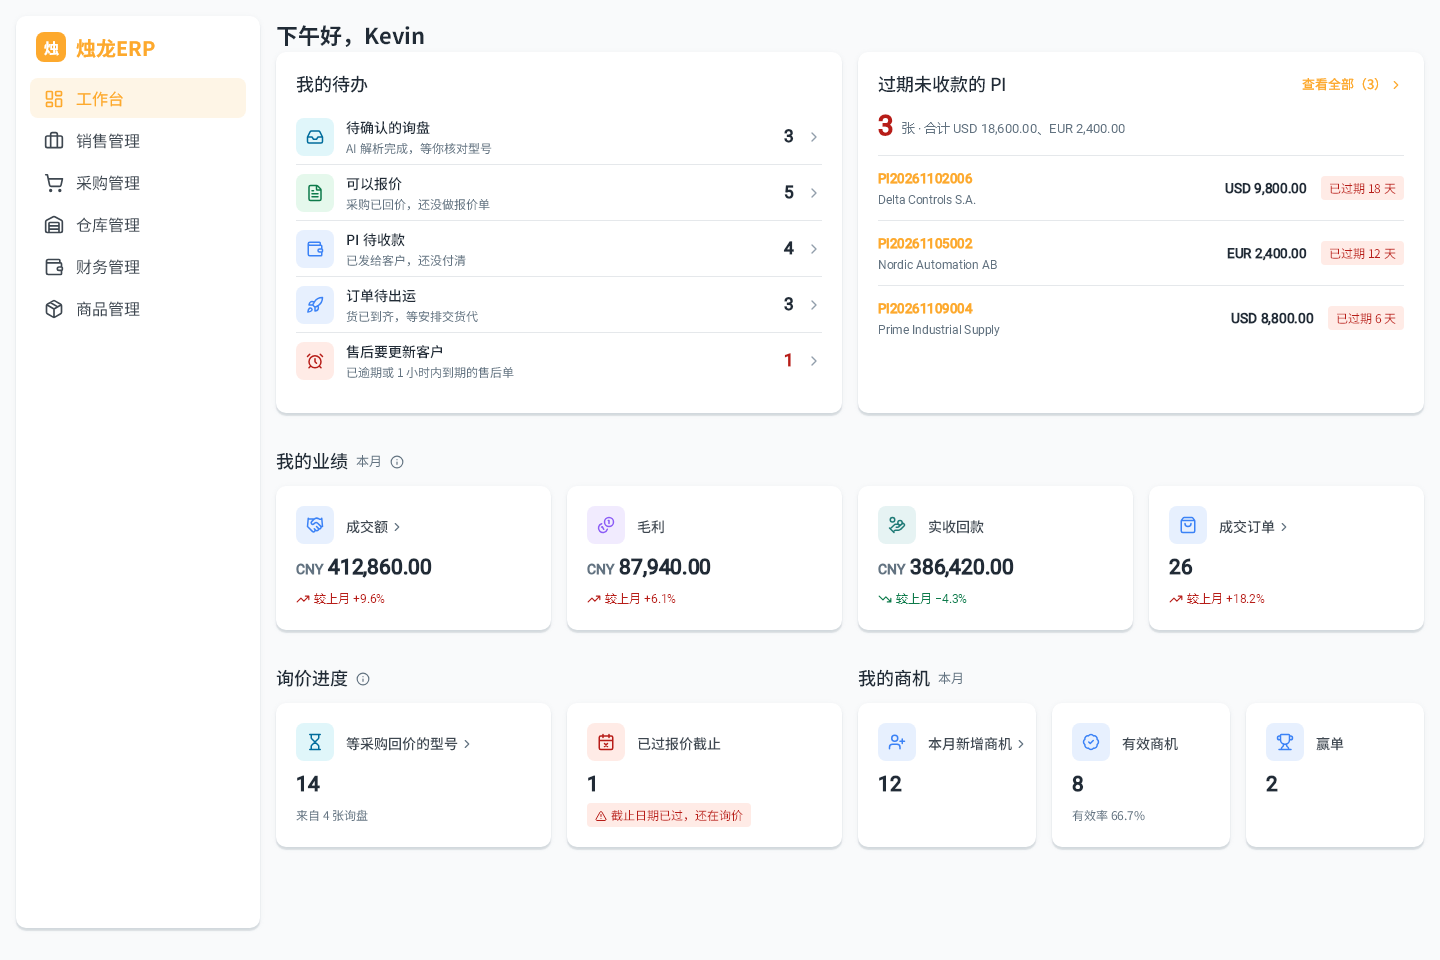 烛 烛龙ERP
工作台
销售管理
采购管理
仓库管理
财务管理
商品管理
下午好，Kevin
我的待办
待确认的询盘
AI 解析完成，等你核对型号
3
可以报价
采购已回价，还没做报价单
5
PI 待收款
已发给客户，还没付清
4
订单待出运
货已到齐，等安排交货代
3
售后要更新客户
已逾期或 1 小时内到期的售后单
1
过期未收款的 PI
查看全部（3）
3 张 · 合计 USD 18,600.00、EUR 2,400.00
PI20261102006
Delta Controls S.A.
USD 9,800.00
已过期 18 天
PI20261105002
Nordic Automation AB
EUR 2,400.00
已过期 12 天
PI20261109004
Prime Industrial Supply
USD 8,800.00
已过期 6 天
我的业绩 本月
成交额
CNY 412,860.00
较上月 +9.6%
毛利
CNY 87,940.00
较上月 +6.1%
实收回款
CNY 386,420.00
较上月 −4.3%
成交订单
26
较上月 +18.2%
询价进度
等采购回价的型号
14
来自 4 张询盘
已过报价截止
1
截止日期已过，还在询价
我的商机 本月
本月新增商机
12
有效商机
8
有效率 66.7%
赢单
2